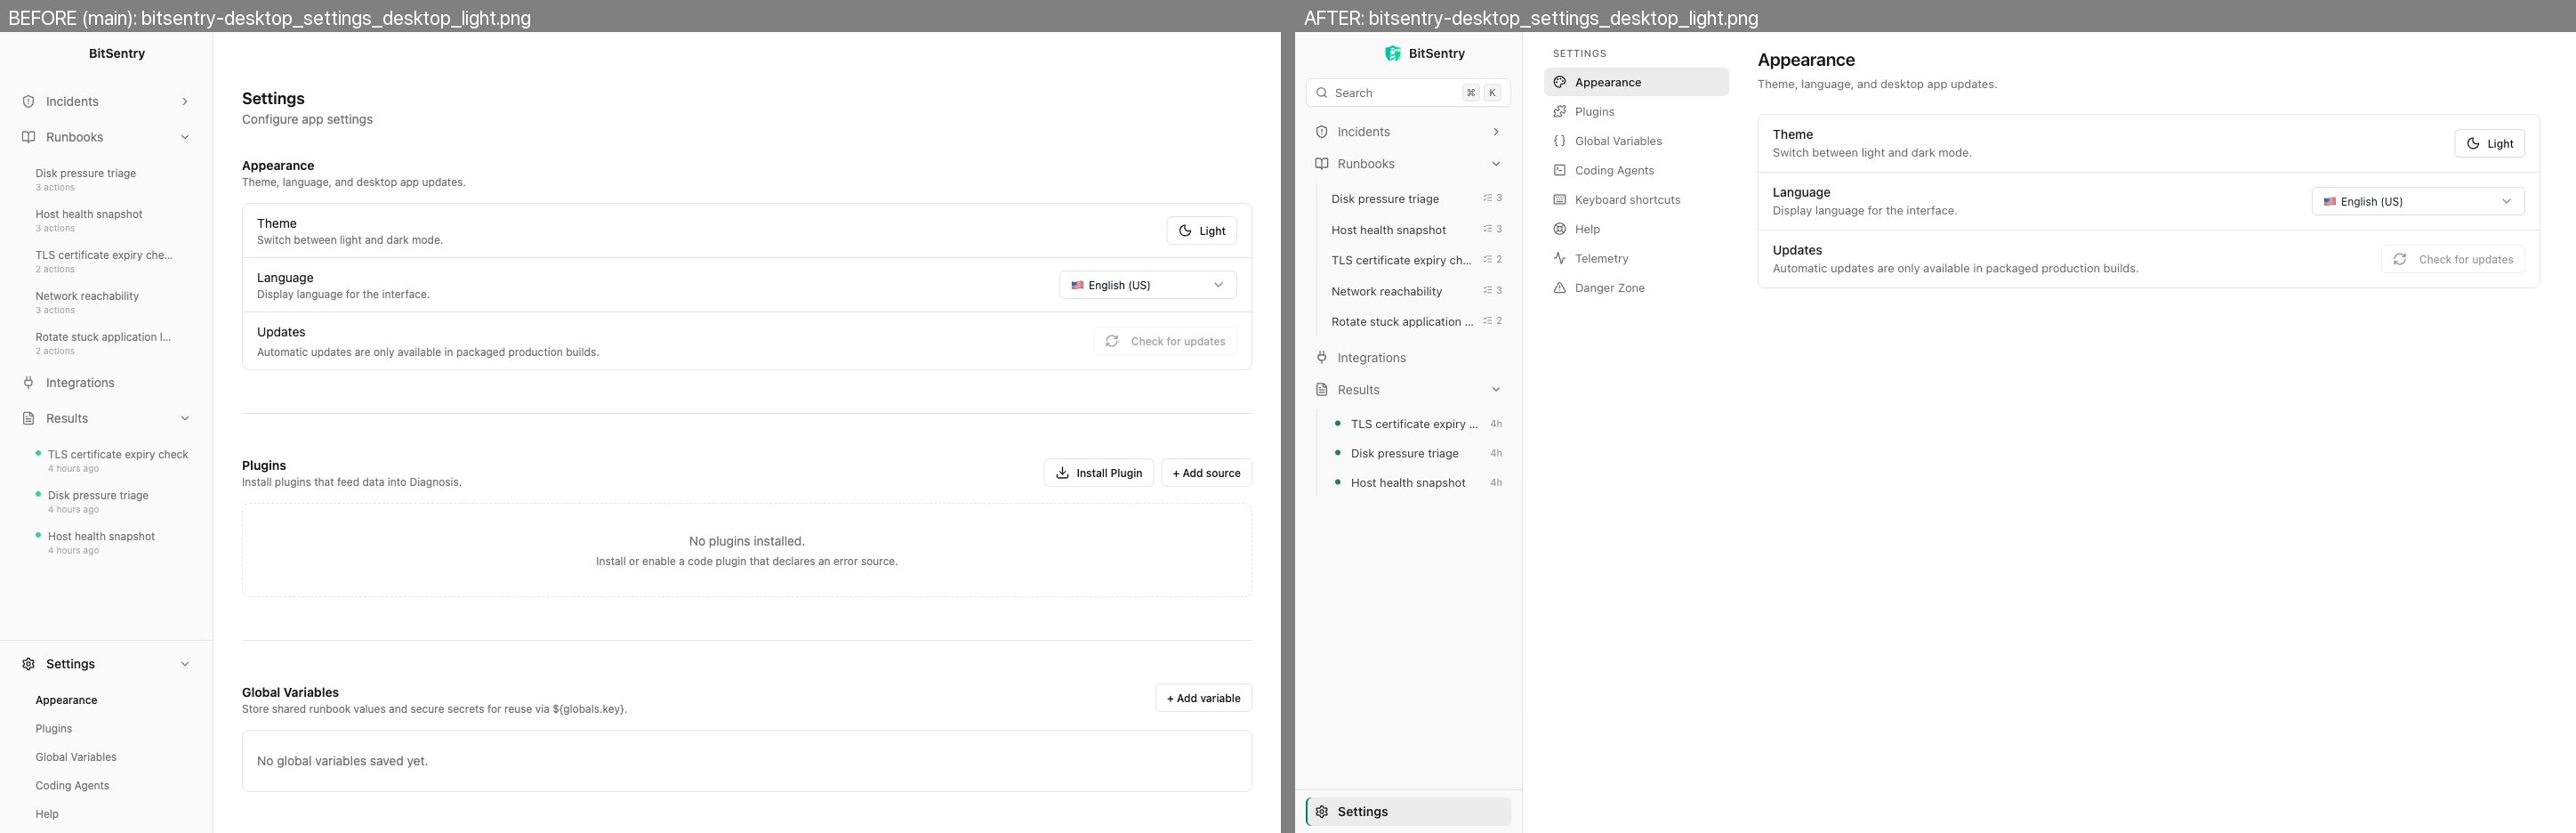 BEFORE (main): bitsentry-desktop_settings_desktop_light.png
BitSentry
Incidents
Runbooks
Disk pressure triage
3 actions
Host health snapshot
3 actions
TLS certificate expiry che...
2 actions
Network reachability
3 actions
Rotate stuck application l...
2 actions
Integrations
Results
TLS certificate expiry check
4 hours ago
Disk pressure triage
4 hours ago
Host health snapshot
4 hours ago
Settings
Appearance
Plugins
Global Variables
Coding Agents
Help
Settings
Configure app settings
Appearance
Theme, language, and desktop app updates.
Theme
Switch between light and dark mode.
Light
Language
Display language for the interface.
English (US)
Updates
Automatic updates are only available in packaged production builds.
Check for updates
Plugins
Install plugins that feed data into Diagnosis.
Install Plugin
+ Add source
No plugins installed.
Install or enable a code plugin that declares an error source.
Global Variables
Store shared runbook values and secure secrets for reuse via ${globals.key}.
+ Add variable
No global variables saved yet.
AFTER: bitsentry-desktop_settings_desktop_light.png
BitSentry
Search ⌘ K
Incidents
Runbooks
Disk pressure triage 3
Host health snapshot 3
TLS certificate expiry ch... 2
Network reachability 3
Rotate stuck application ... 2
Integrations
Results
TLS certificate expiry ... 4h
Disk pressure triage 4h
Host health snapshot 4h
Settings
SETTINGS
Appearance
Plugins
Global Variables
Coding Agents
Keyboard shortcuts
Help
Telemetry
Danger Zone
Appearance
Theme, language, and desktop app updates.
Theme
Switch between light and dark mode.
Light
Language
Display language for the interface.
English (US)
Updates
Automatic updates are only available in packaged production builds.
Check for updates